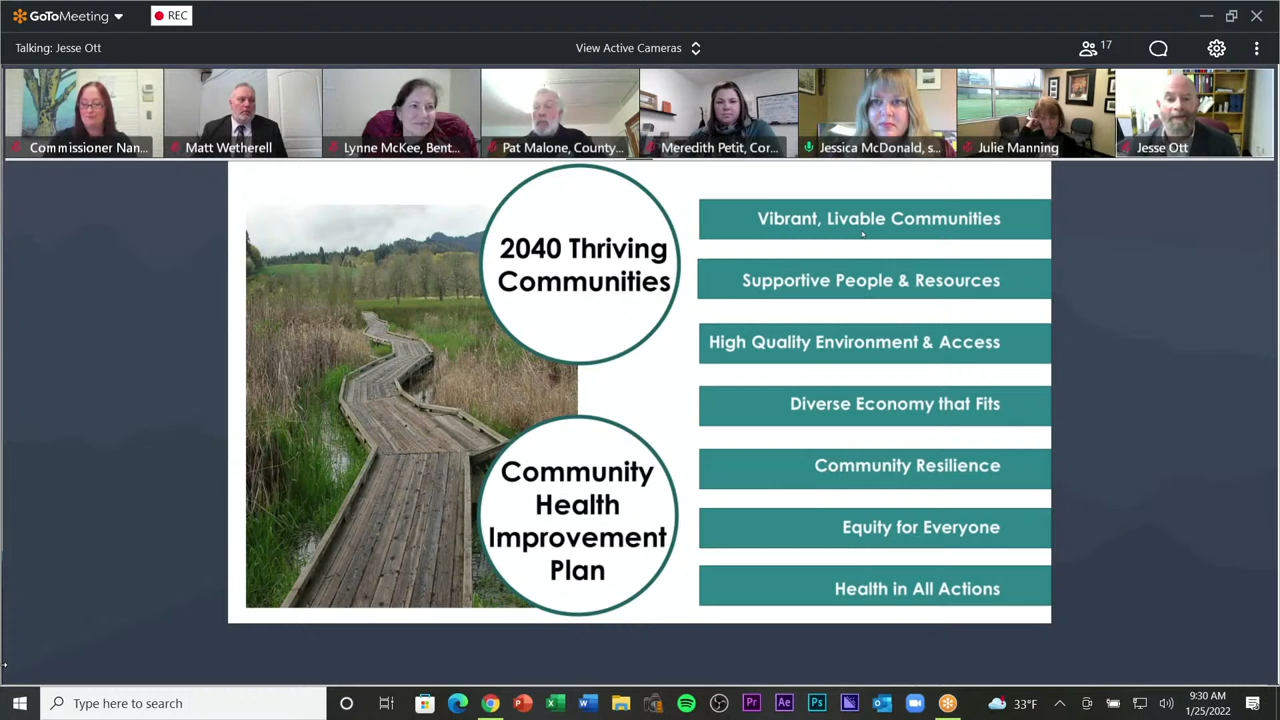 GoToMeeting
REC
Talking: Jesse Ott
View Active Cameras
17
Commissioner Nan...
Matt Wetherell
Lynne McKee, Bent...
Pat Malone, County...
Meredith Petit, Cor...
Jessica McDonald, s...
Julie Manning
Jesse Ott
2040 Thriving
Communities
Community
Health
Improvement
Plan
Vibrant, Livable Communities
Supportive People & Resources
High Quality Environment & Access
Diverse Economy that Fits
Community Resilience
Equity for Everyone
Health in All Actions
Type here to search
Pr
Ae
Ps
33°F
9:30 AM
1/25/2022